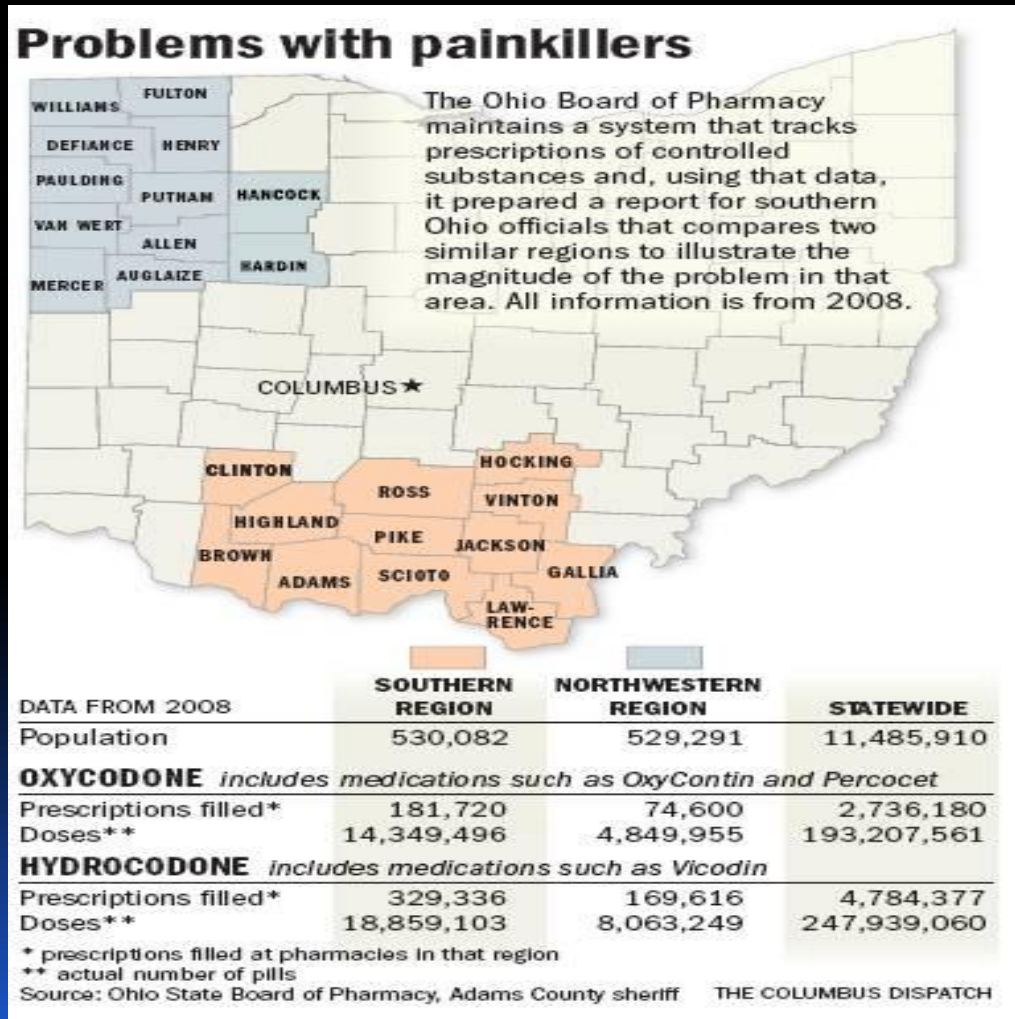 Problems with painkillers
The Ohio Board of Pharmacy
maintains a system that tracks
prescriptions of controlled
substances and, using that data,
it prepared a report for southern
Ohio officials that compares two
similar regions to illustrate the
magnitude of the problem in that
area. All information is from 2008.
WILLIAMS
FULTON
DEFIANCE
HENRY
PAULDING
PUTNAM
HANCOCK
VAN WERT
ALLEN
HARDIN
MERCER
AUGLAIZE
COLUMBUS★
CLINTON
HOCKING
ROSS
VINTON
HIGHLAND
PIKE
JACKSON
BROWN
ADAMS
SCIOTO
GALLIA
LAW-
RENCE
SOUTHERN NORTHWESTERN
DATA FROM 2008 REGION REGION STATEWIDE
Population 530,082 529,291 11,485,910
OXYCODONE includes medications such as OxyContin and Percocet
Prescriptions filled* 181,720 74,600 2,736,180
Doses** 14,349,496 4,849,955 193,207,561
HYDROCODONE includes medications such as Vicodin
Prescriptions filled* 329,336 169,616 4,784,377
Doses** 18,859,103 8,063,249 247,939,060
* prescriptions filled at pharmacies in that region
** actual number of pills
Source: Ohio State Board of Pharmacy, Adams County sheriff THE COLUMBUS DISPATCH